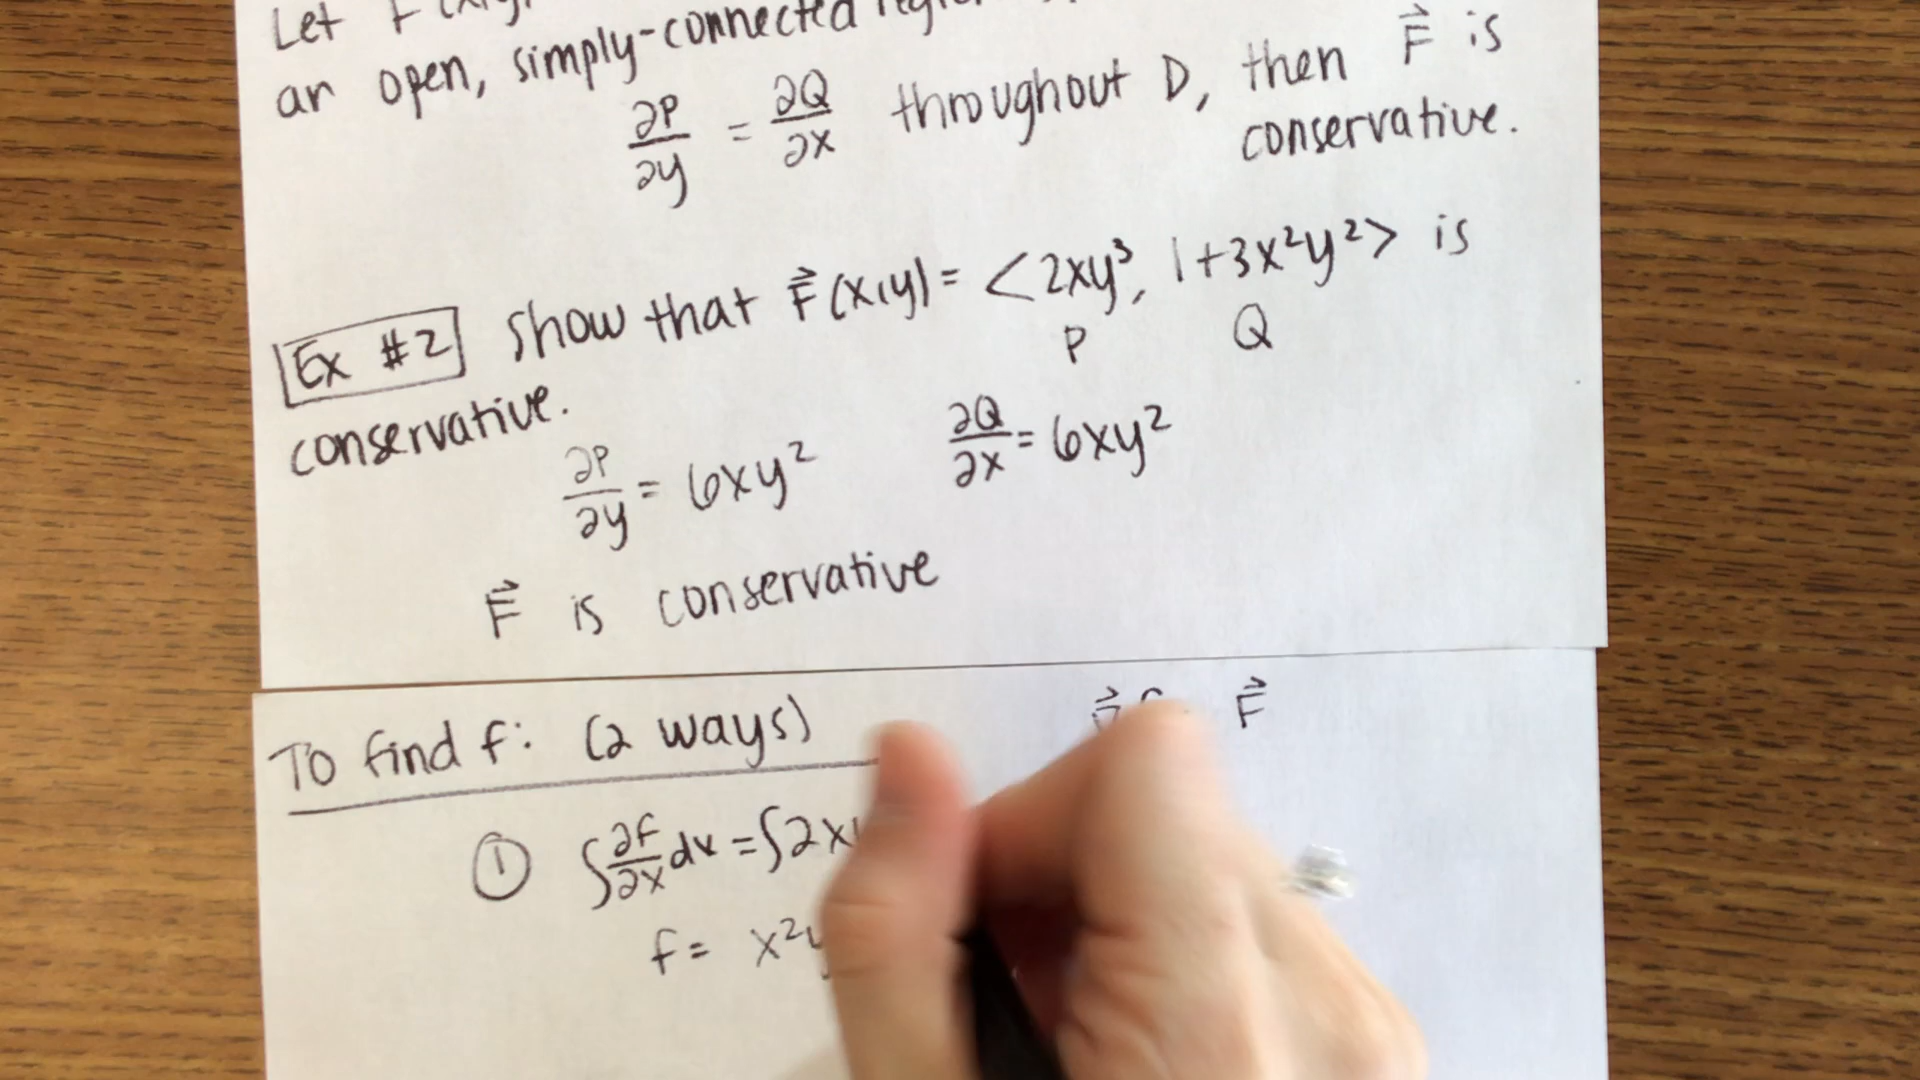 Let
an open, simply-connected
∂P/∂y = ∂Q/∂x throughout D, then F⃗ is
conservative.
Ex #2 Show that F⃗(x,y) = <2xy³, 1+3x²y²> is
P Q
conservative.
∂P/∂y = 6xy² ∂Q/∂x = 6xy²
F⃗ is conservative
To find f: (2 ways) F⃗
① ∫∂f/∂x dx = ∫2x
f = x²y